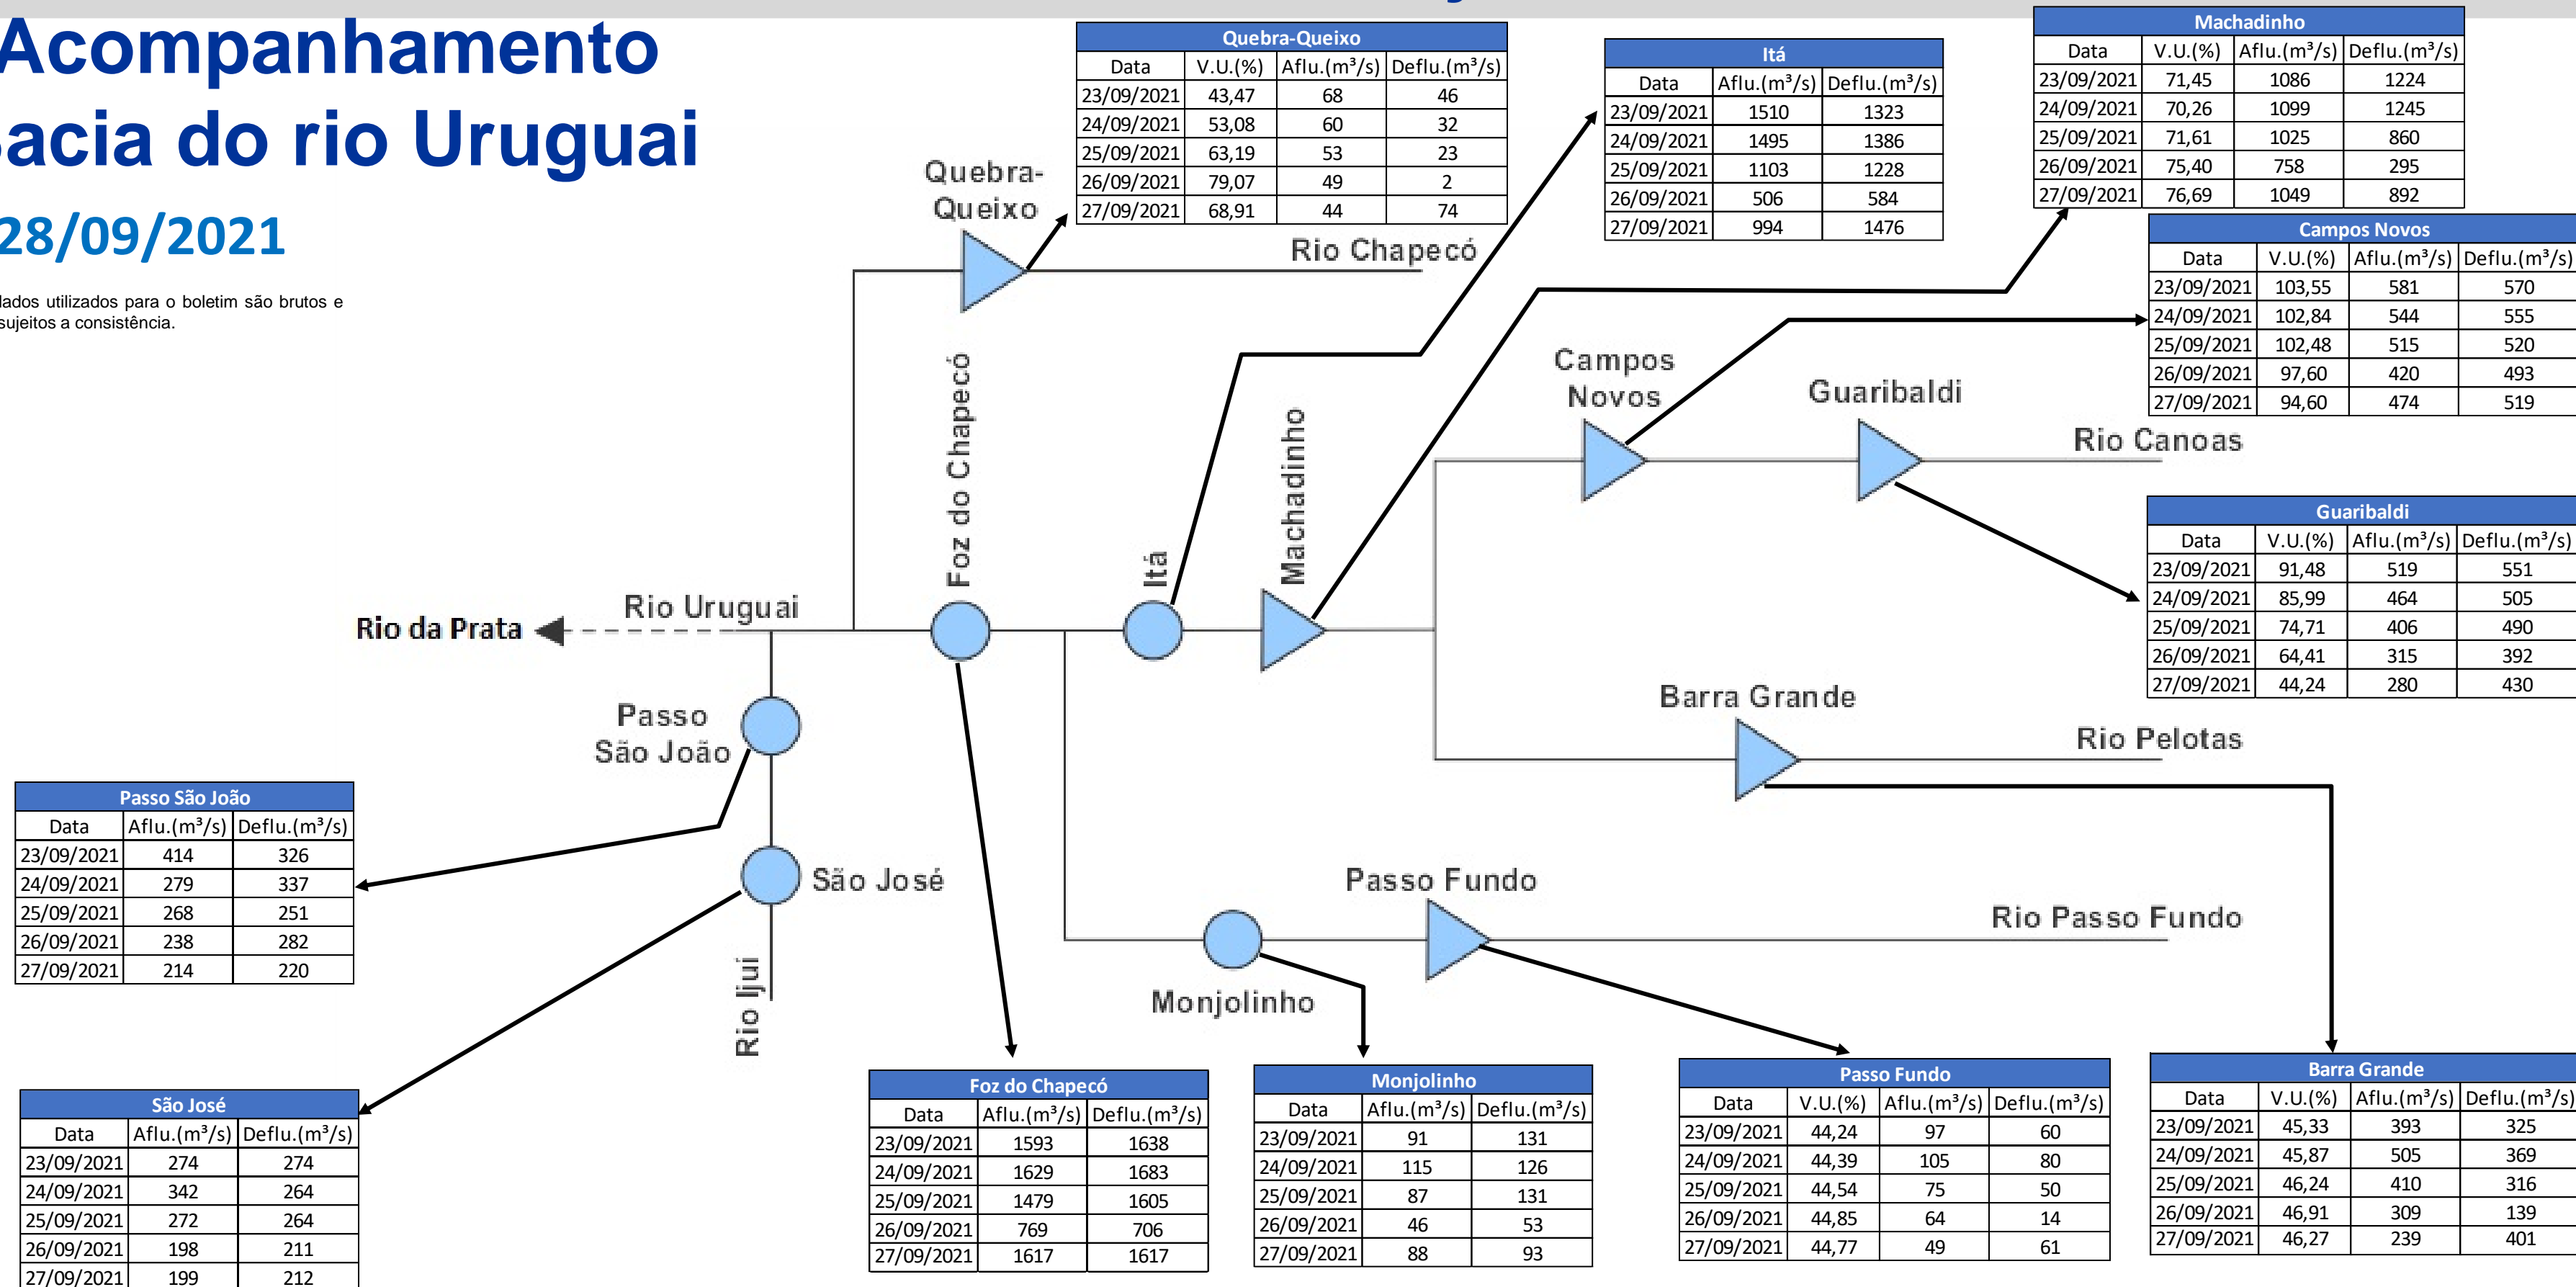 Acompanhamento
acia do rio Uruguai
28/09/2021
dados utilizados para o boletim são brutos e
sujeitos a consistência.
Quebra-Queixo
Data V.U.(%) Aflu.(m³/s) Deflu.(m³/s)
23/09/2021 43,47 68 46
24/09/2021 53,08 60 32
25/09/2021 63,19 53 23
26/09/2021 79,07 49 2
27/09/2021 68,91 44 74
Itá
Data Aflu.(m³/s) Deflu.(m³/s)
23/09/2021 1510 1323
24/09/2021 1495 1386
25/09/2021 1103 1228
26/09/2021 506 584
27/09/2021 994 1476
Machadinho
Data V.U.(%) Aflu.(m³/s) Deflu.(m³/s)
23/09/2021 71,45 1086 1224
24/09/2021 70,26 1099 1245
25/09/2021 71,61 1025 860
26/09/2021 75,40 758 295
27/09/2021 76,69 1049 892
Campos Novos
Data V.U.(%) Aflu.(m³/s) Deflu.(m³/s)
23/09/2021 103,55 581 570
24/09/2021 102,84 544 555
25/09/2021 102,48 515 520
26/09/2021 97,60 420 493
27/09/2021 94,60 474 519
Quebra-
Queixo
Rio Chapecó
Foz do Chapecó
Itá
Machadinho
Campos
Novos
Guaribaldi
Rio Canoas
Guaribaldi
Data V.U.(%) Aflu.(m³/s) Deflu.(m³/s)
23/09/2021 91,48 519 551
24/09/2021 85,99 464 505
25/09/2021 74,71 406 490
26/09/2021 64,41 315 392
27/09/2021 44,24 280 430
Rio da Prata
Rio Uruguai
Barra Grande
Rio Pelotas
Passo
São João
São José
Rio Ijui
Passo Fundo
Rio Passo Fundo
Monjolinho
Passo São João
Data Aflu.(m³/s) Deflu.(m³/s)
23/09/2021 414 326
24/09/2021 279 337
25/09/2021 268 251
26/09/2021 238 282
27/09/2021 214 220
São José
Data Aflu.(m³/s) Deflu.(m³/s)
23/09/2021 274 274
24/09/2021 342 264
25/09/2021 272 264
26/09/2021 198 211
27/09/2021 199 212
Foz do Chapecó
Data Aflu.(m³/s) Deflu.(m³/s)
23/09/2021 1593 1638
24/09/2021 1629 1683
25/09/2021 1479 1605
26/09/2021 769 706
27/09/2021 1617 1617
Monjolinho
Data Aflu.(m³/s) Deflu.(m³/s)
23/09/2021 91 131
24/09/2021 115 126
25/09/2021 87 131
26/09/2021 46 53
27/09/2021 88 93
Passo Fundo
Data V.U.(%) Aflu.(m³/s) Deflu.(m³/s)
23/09/2021 44,24 97 60
24/09/2021 44,39 105 80
25/09/2021 44,54 75 50
26/09/2021 44,85 64 14
27/09/2021 44,77 49 61
Barra Grande
Data V.U.(%) Aflu.(m³/s) Deflu.(m³/s)
23/09/2021 45,33 393 325
24/09/2021 45,87 505 369
25/09/2021 46,24 410 316
26/09/2021 46,91 309 139
27/09/2021 46,27 239 401